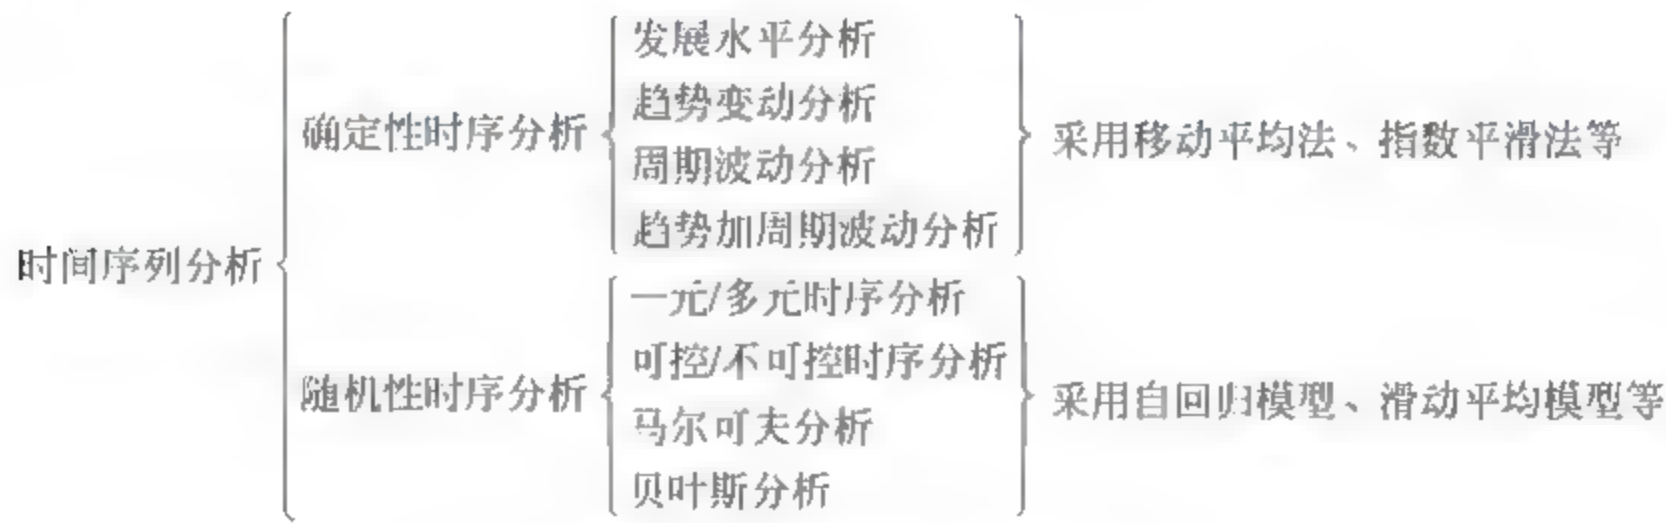 时间序列分析
确定性时序分析
发展水平分析
趋势变动分析
周期波动分析
趋势加周期波动分析
采用移动平均法、指数平滑法等
随机性时序分析
一元/多元时序分析
可控/不可控时序分析
马尔可夫分析
贝叶斯分析
采用自回归模型、滑动平均模型等